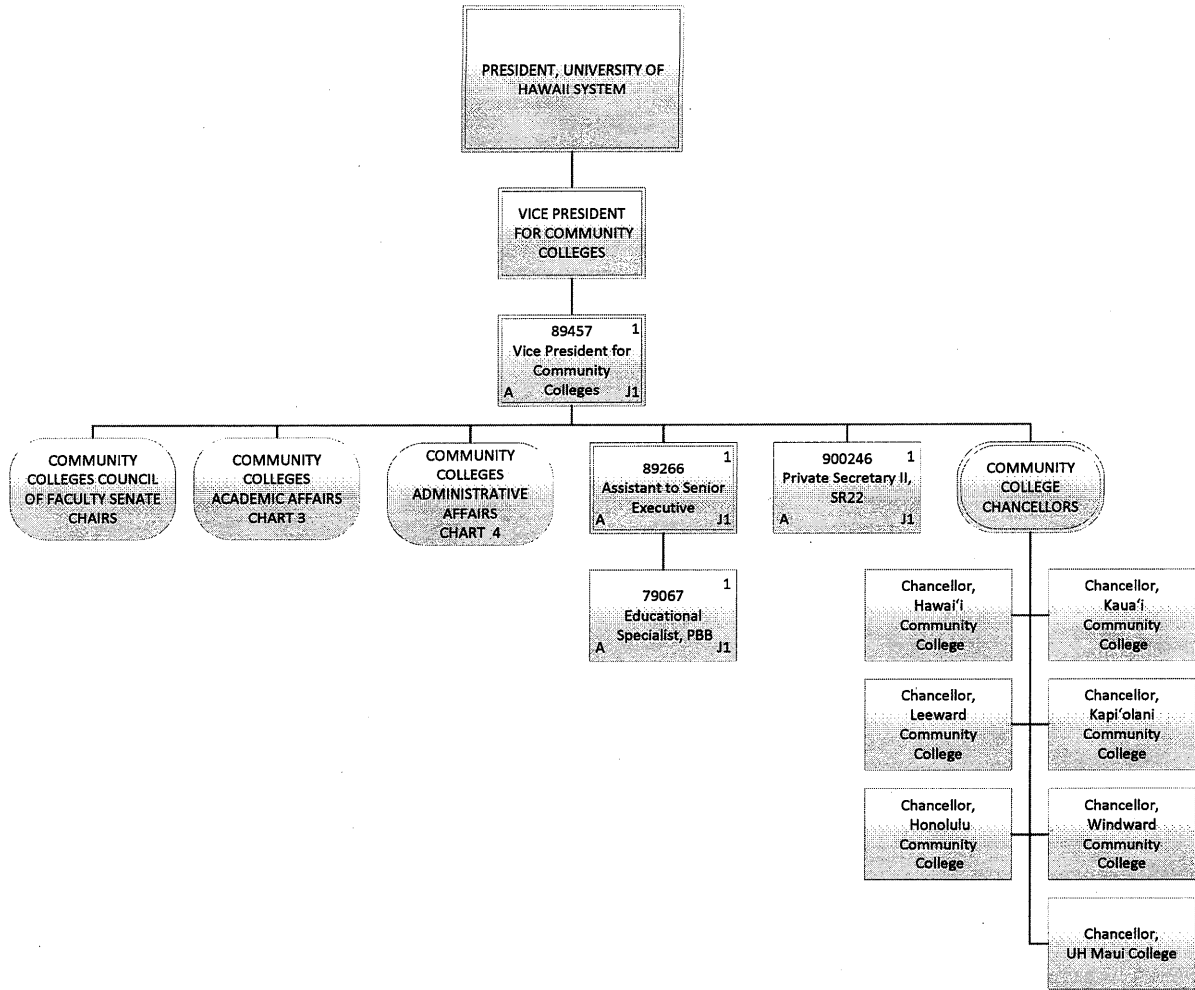 PRESIDENT, UNIVERSITY OF
HAWAII SYSTEM
VICE PRESIDENT
FOR COMMUNITY
COLLEGES
89457 1
Vice President for
Community
A Colleges J1
COMMUNITY
COLLEGES COUNCIL
OF FACULTY SENATE
CHAIRS
COMMUNITY
COLLEGES
ACADEMIC AFFAIRS
CHART 3
COMMUNITY
COLLEGES
ADMINISTRATIVE
AFFAIRS
CHART 4
1
89266
Assistant to Senior
Executive
A J1
900246 1
Private Secretary II,
SR22
A J1
COMMUNITY
COLLEGE
CHANCELLORS
1
79067
Educational
Specialist, PBB
A J1
Chancellor,
Hawaiʻi
Community
College
Chancellor,
Kauaʻi
Community
College
Chancellor,
Leeward
Community
College
Chancellor,
Kapiʻolani
Community
College
Chancellor,
Honolulu
Community
College
Chancellor,
Windward
Community
College
Chancellor,
UH Maui College